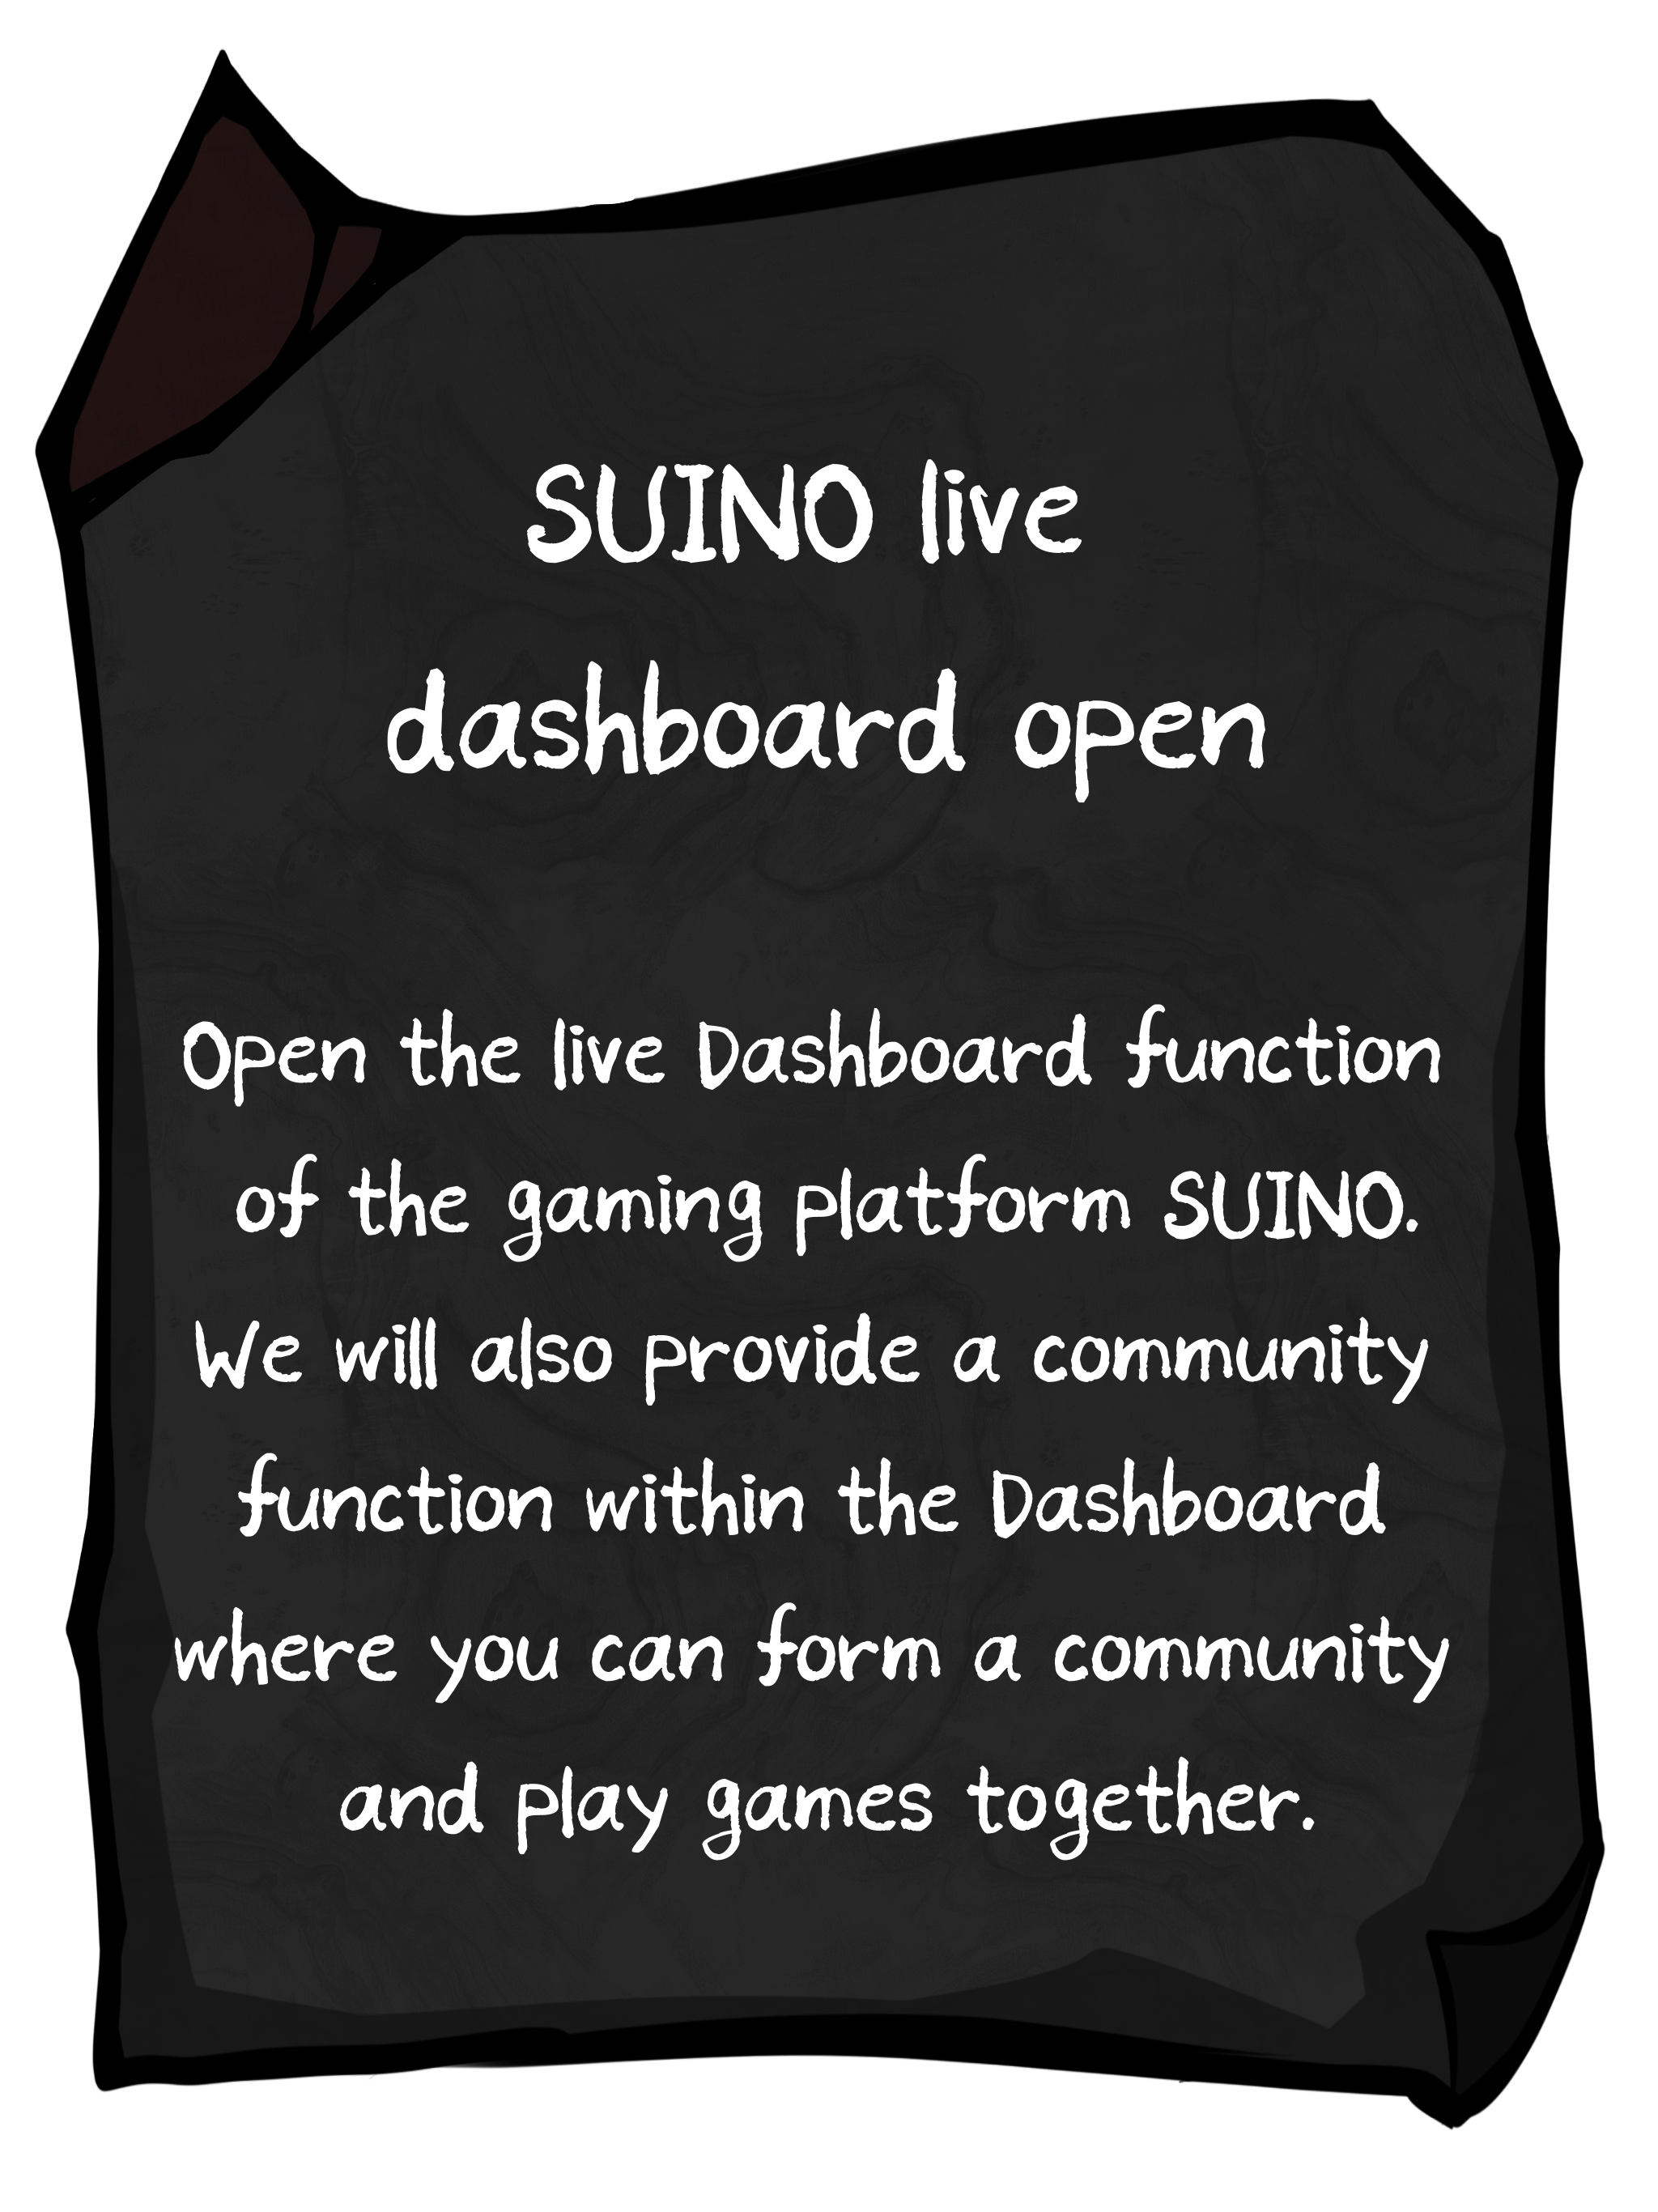 SUINO live
dashboard open
Open the live Dashboard function
of the gaming platform SUINO.
We will also provide a community
function within the Dashboard
where you can form a community
and play games together.